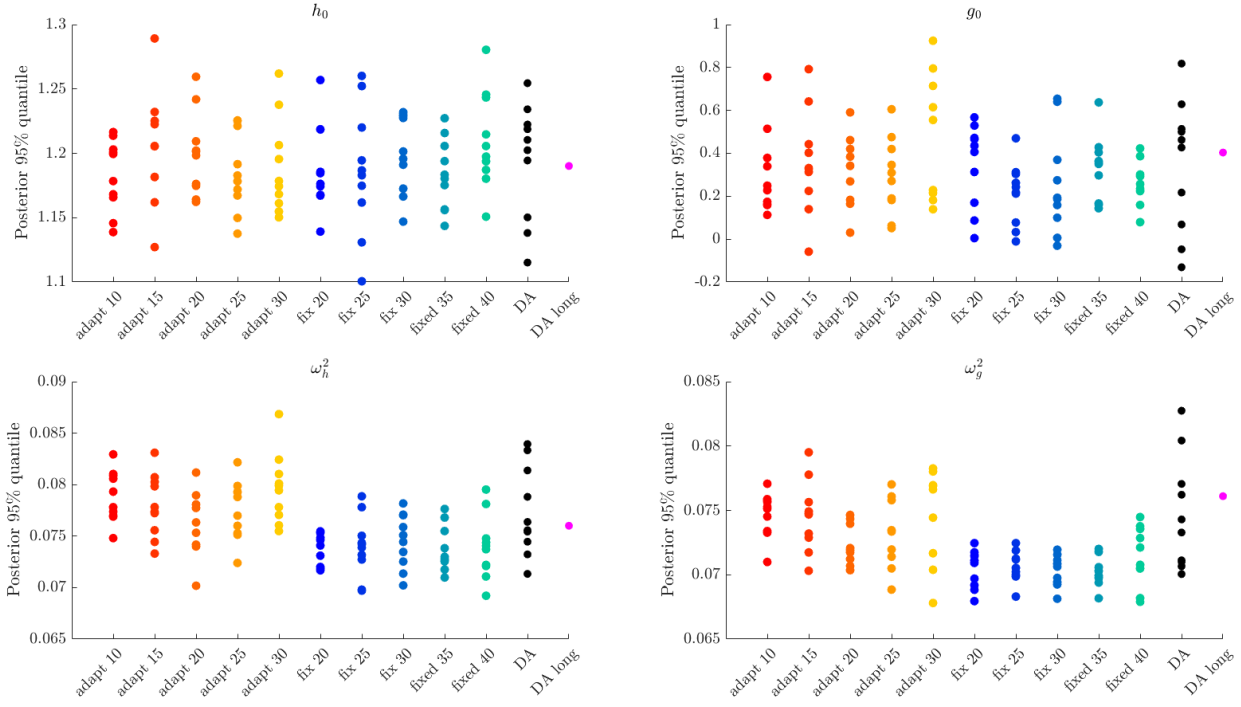 h₀
Posterior 95% quantile
1.3
1.25
1.2
1.15
1.1
adapt 10
adapt 15
adapt 20
adapt 25
adapt 30
fix 20
fix 25
fix 30
fixed 35
fixed 40
DA
DA long
g₀
Posterior 95% quantile
1
0.8
0.6
0.4
0.2
0
-0.2
adapt 10
adapt 15
adapt 20
adapt 25
adapt 30
fix 20
fix 25
fix 30
fixed 35
fixed 40
DA
DA long
ω²_h
Posterior 95% quantile
0.09
0.085
0.08
0.075
0.07
0.065
adapt 10
adapt 15
adapt 20
adapt 25
adapt 30
fix 20
fix 25
fix 30
fixed 35
fixed 40
DA
DA long
ω²_g
Posterior 95% quantile
0.085
0.08
0.075
0.07
0.065
adapt 10
adapt 15
adapt 20
adapt 25
adapt 30
fix 20
fix 25
fix 30
fixed 35
fixed 40
DA
DA long